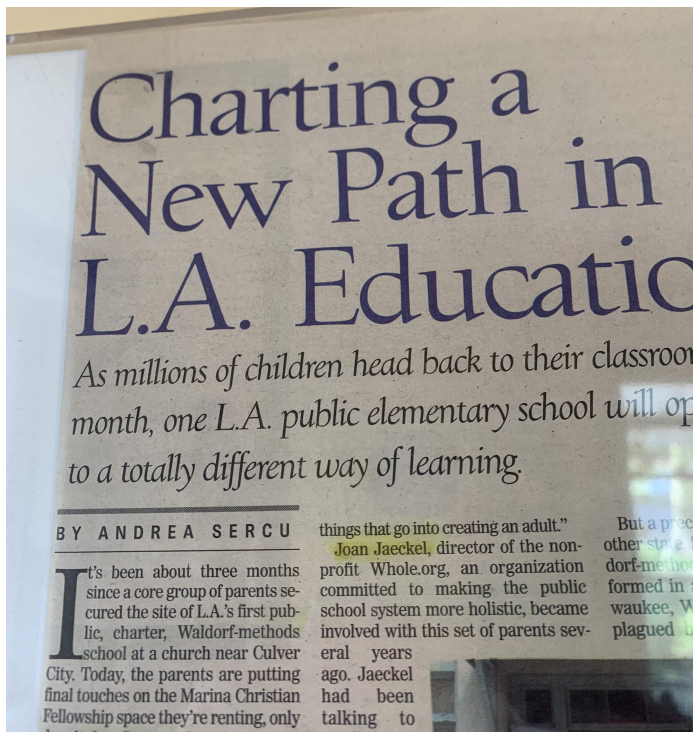 Charting a
New Path in
L.A.
As millions of children head back to their
month, one L.A. public elementary school will
to a totally different way of learning.
BY ANDREA SERCU
It's been about three months
since a core group of parents se-
cured the site of L.A.'s first pub-
lic, charter, Waldorf-methods
school at a church near Culver
City. Today, the parents are putting
final touches on the Marina Christian
Fellowship space they're renting, only
things that go into creating an adult."
Joan Jaeckel, director of the non-
profit Whole.org, an organization
committed to making the public
school system more holistic, became
involved with this set of parents sev-
eral years
ago. Jaeckel
had been
talking to
But a
other
formed in
plagued